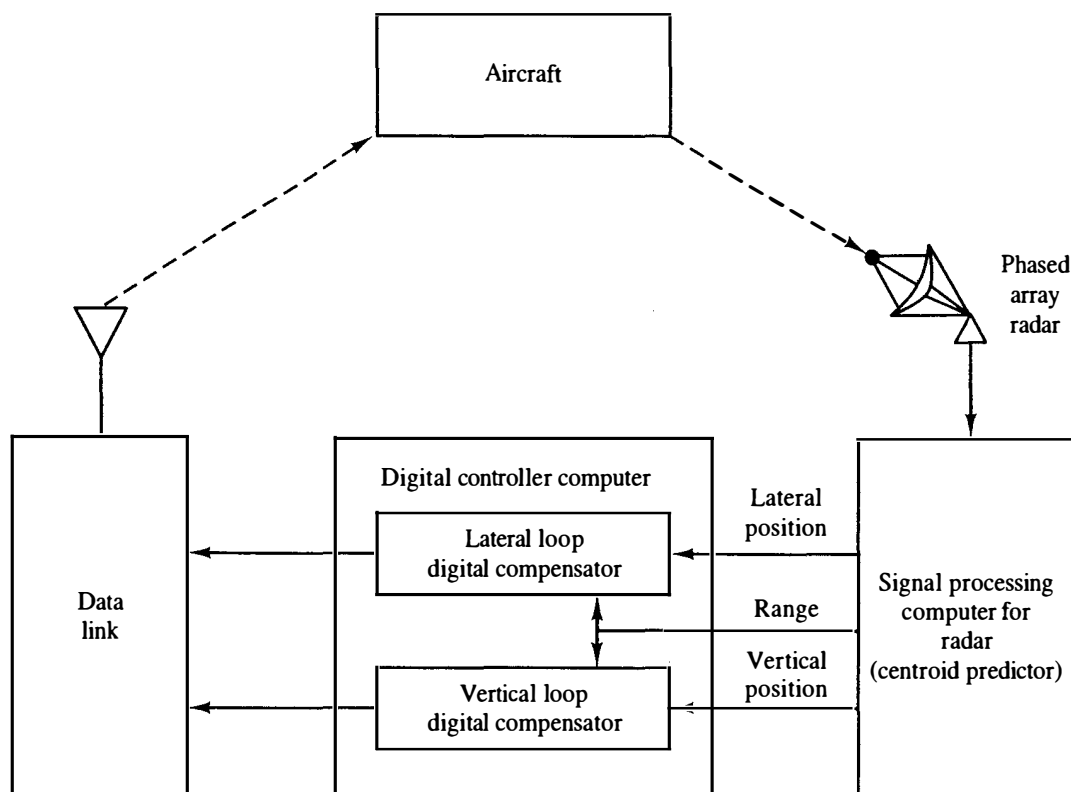 Aircraft
Phased
array
radar
Digital controller computer
Lateral loop
digital compensator
Lateral
position
Data
link
Range
Signal processing
computer for
radar
(centroid predictor)
Vertical
position
Vertical loop
digital compensator